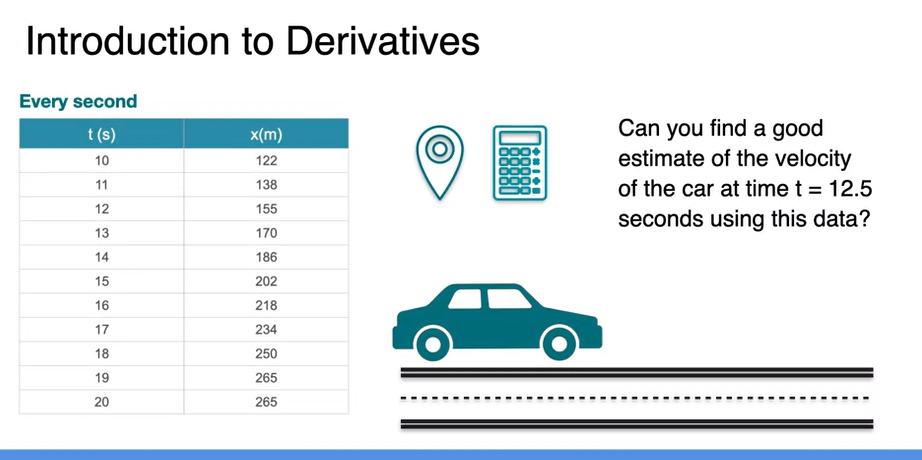 Introduction to Derivatives
Every second
t (s) x(m)
10 122
11 138
12 155
13 170
14 186
15 202
16 218
17 234
18 250
19 265
20 265
Can you find a good
estimate of the velocity
of the car at time t = 12.5
seconds using this data?